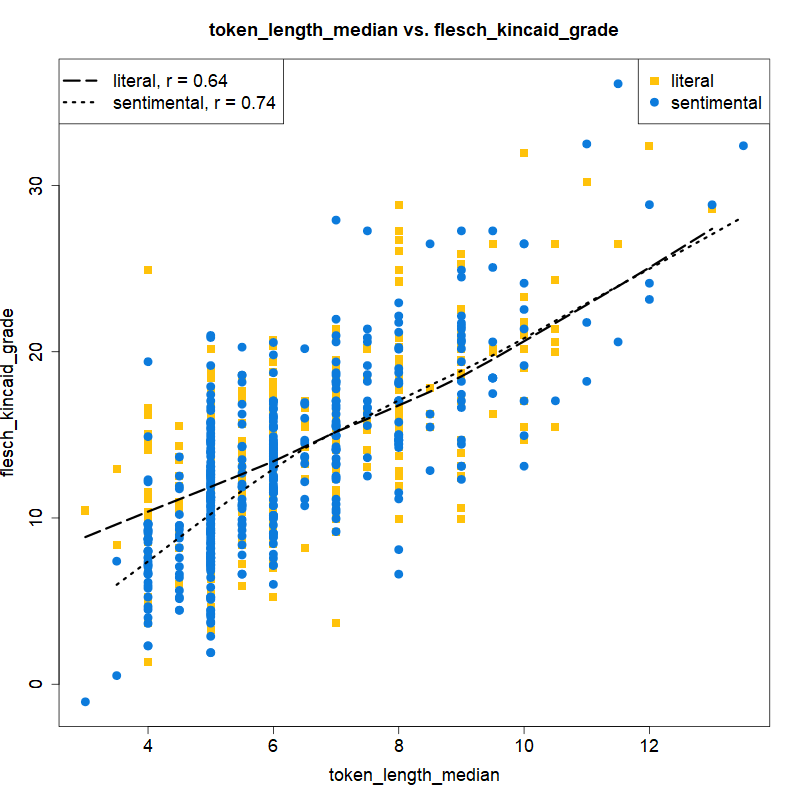 token_length_median vs. flesch_kincaid_grade
literal, r = 0.64
sentimental, r = 0.74
literal
sentimental
flesch_kincaid_grade
30
20
10
0
4 6 8 10 12
token_length_median